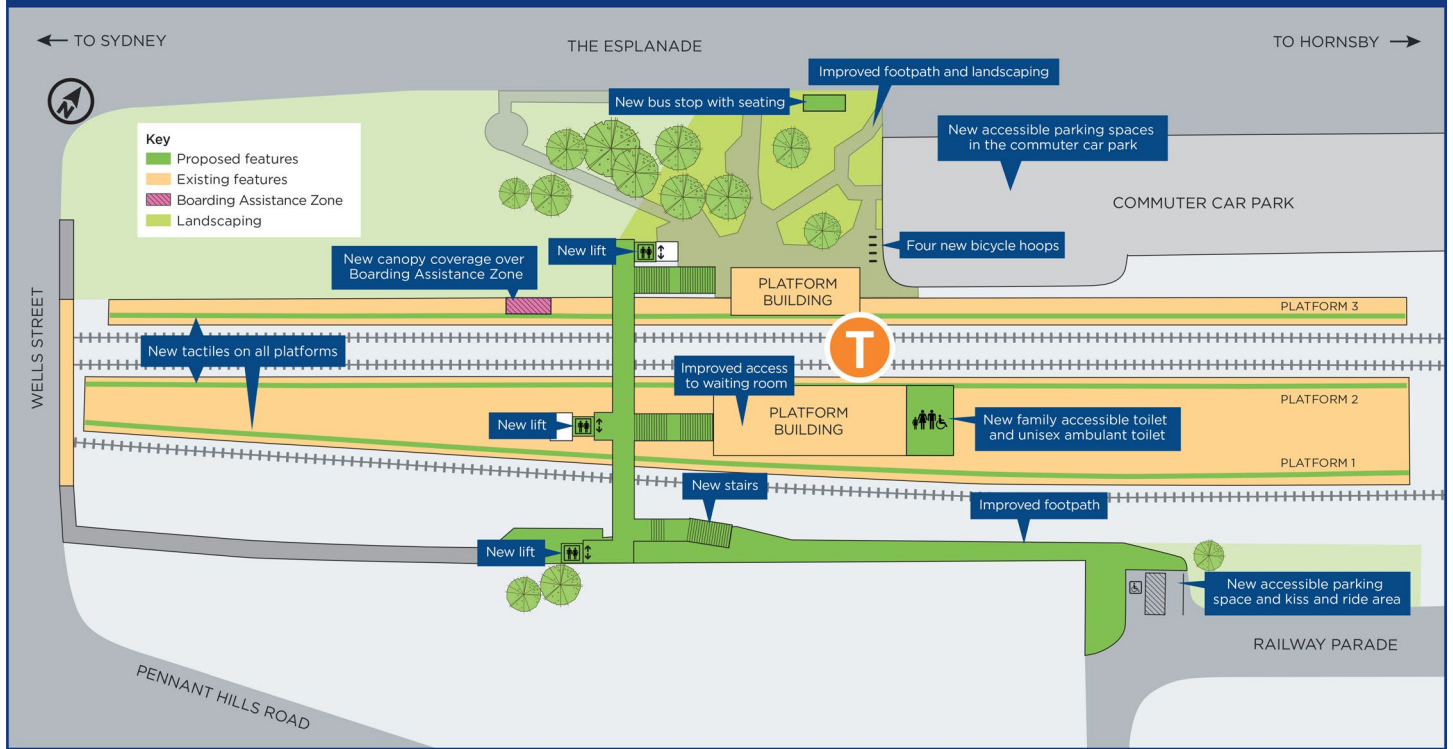 ← TO SYDNEY
THE ESPLANADE
TO HORNSBY →
N
Improved footpath and landscaping
New bus stop with seating
New accessible parking spaces
in the commuter car park
Key
Proposed features
Existing features
Boarding Assistance Zone
Landscaping
COMMUTER CAR PARK
Four new bicycle hoops
New lift
New canopy coverage over
Boarding Assistance Zone
PLATFORM
BUILDING
PLATFORM 3
WELLS STREET
T
New tactiles on all platforms
Improved access
to waiting room
PLATFORM 2
PLATFORM
BUILDING
New family accessible toilet
and unisex ambulant toilet
New lift
PLATFORM 1
New stairs
Improved footpath
New lift
New accessible parking
space and kiss and ride area
RAILWAY PARADE
PENNANT HILLS ROAD